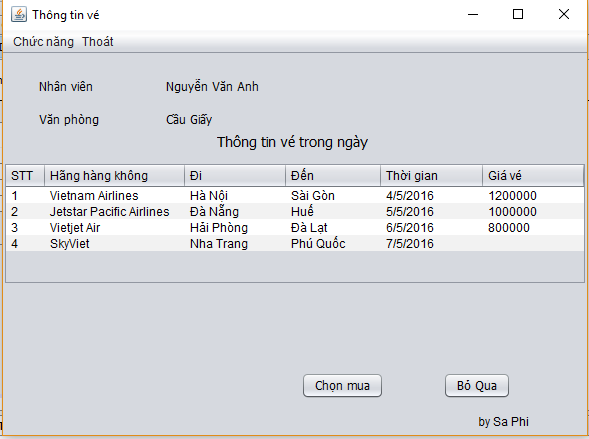 Thông tin vé
Chức năng Thoát
Nhân viên Nguyễn Văn Anh
Văn phòng Cầu Giấy
Thông tin vé trong ngày
STT Hãng hàng không Đi Đến Thời gian Giá vé
1 Vietnam Airlines Hà Nội Sài Gòn 4/5/2016 1200000
2 Jetstar Pacific Airlines Đà Nẵng Huế 5/5/2016 1000000
3 Vietjet Air Hải Phòng Đà Lạt 6/5/2016 800000
4 SkyViet Nha Trang Phú Quốc 7/5/2016
Chọn mua Bỏ Qua
by Sa Phi